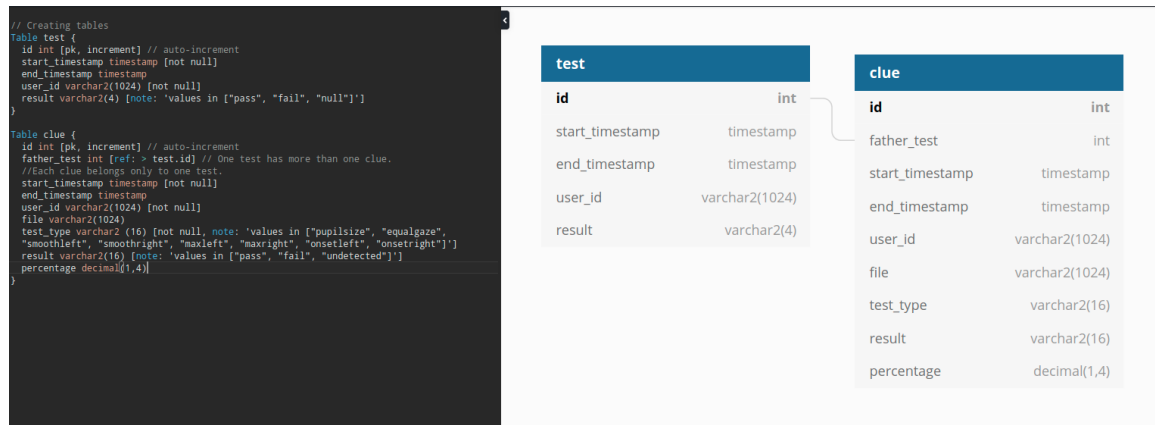 // Creating tables
Table test {
id int [pk, increment] // auto-increment
start_timestamp timestamp [not null]
end_timestamp timestamp
user_id varchar2(1024) [not null]
result varchar2(4) [note: 'values in ["pass", "fail", "null"]']
}
Table clue {
id int [pk, increment] // auto-increment
father_test int [ref: > test.id] // One test has more than one clue.
//Each clue belongs only to one test.
start_timestamp timestamp [not null]
end_timestamp timestamp
user_id varchar2(1024) [not null]
file varchar2(1024)
test_type varchar2 (16) [not null, note: 'values in ["pupilsize", "equalgaze",
"smoothleft", "smoothright", "maxleft", "maxright", "onsetleft", "onsetright"]']
result varchar2(16) [note: 'values in ["pass", "fail", "undetected"]']
percentage decimal(1,4)
}
test
id int
start_timestamp timestamp
end_timestamp timestamp
user_id varchar2(1024)
result varchar2(4)
clue
id int
father_test int
start_timestamp timestamp
end_timestamp timestamp
user_id varchar2(1024)
file varchar2(1024)
test_type varchar2(16)
result varchar2(16)
percentage decimal(1,4)